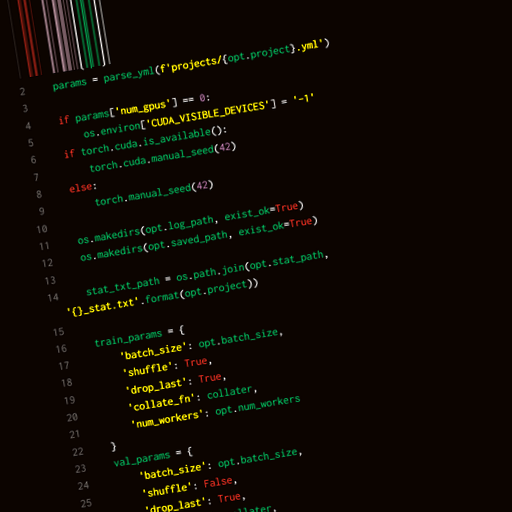 2 params = parse_yml(f'projects/{opt.project}.yml')
3
4 if params['num_gpus'] == 0:
5 os.environ['CUDA_VISIBLE_DEVICES'] = '-1'
6 if torch.cuda.is_available():
7 torch.cuda.manual_seed(42)
8 else:
9 torch.manual_seed(42)
10
11 os.makedirs(opt.log_path, exist_ok=True)
12 os.makedirs(opt.saved_path, exist_ok=True)
13
14 stat_txt_path = os.path.join(opt.stat_path,
'{}_stat.txt'.format(opt.project))
15
16 train_params = {
17 'batch_size': opt.batch_size,
18 'shuffle': True,
19 'drop_last': True,
20 'collate_fn': collater,
21 'num_workers': opt.num_workers
22 }
23 val_params = {
24 'batch_size': opt.batch_size,
25 'shuffle': False,
'drop_last': True,